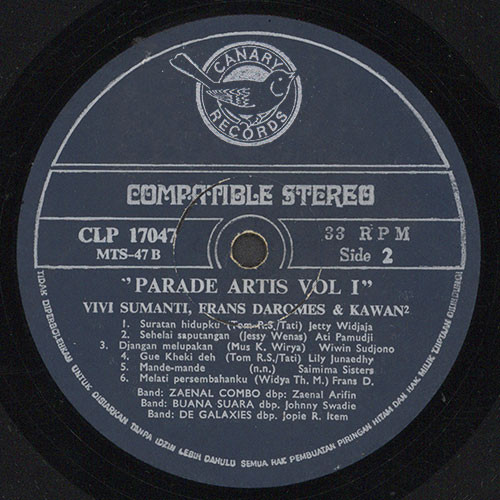 CANARY
RECORDS
COMPATIBLE STEREO
CLP 17047
MTS-47 B
33 RPM
Side 2
"PARADE ARTIS VOL I"
VIVI SUMANTI, FRANS DAROMES & KAWAN²
1. Suratan hidupku (Tom R.S./Tati) Jetty Widjaja
2. Sehelai saputangan (Jessy Wenas) Ati Pamudji
3. Djangan melupakan (Mus K. Wirya) Wiwin Sudjono
4. Gue Kheki deh (Tom R.S./Tati) Lily Junaedhy
5. Mande-mande (n.n.) Saimima Sisters
6. Melati persembahanku (Widya Th. M.) Frans D.
Band: ZAENAL COMBO dbp: Zaenal Arifin
Band: BUANA SUARA dbp: Johnny Swadie
Band: DE GALAXIES dbp: Jopie R. Item
TIDAK DIPERBOLEHKAN UNTUK DISIARKAN TANPA IDZIN LEBIH DAHULU SEMUA HAK PEMBUATAN PIRINGAN HITAM DAN HAK MILIK TJIPTAAN DILINDUNGI